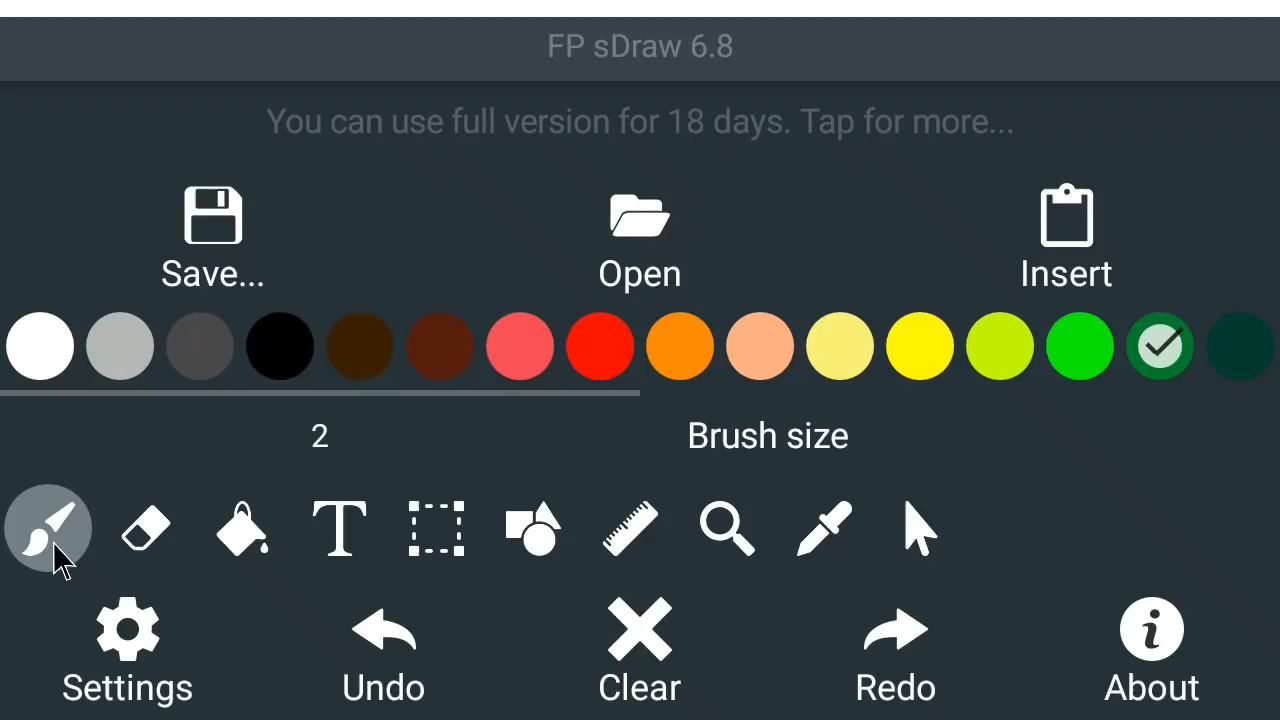 FP sDraw 6.8
You can use full version for 18 days. Tap for more...
Save... Open Insert
2 Brush size
Settings Undo Clear Redo About